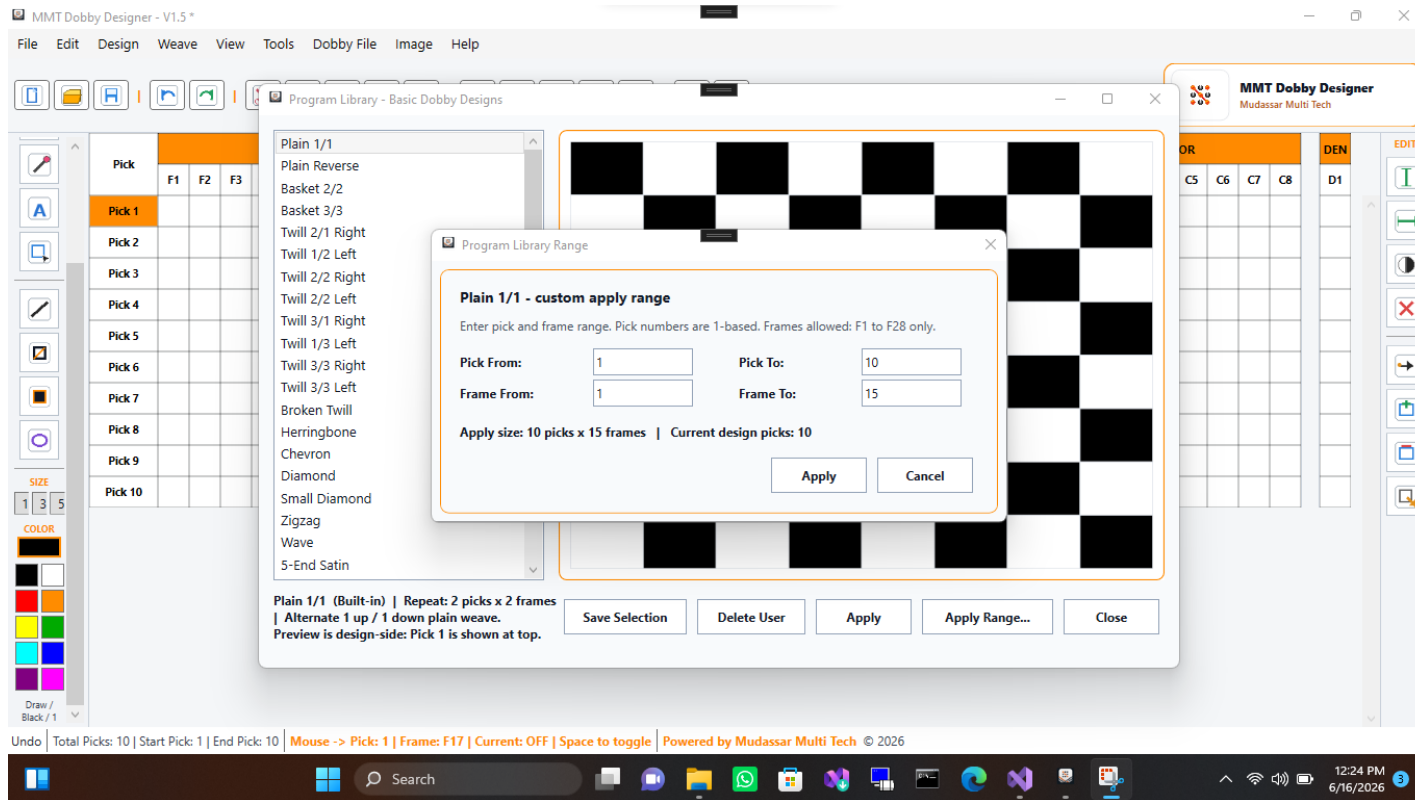 MMT Dobby Designer - V1.5 *
File Edit Design Weave View Tools Dobby File Image Help
MMT Dobby Designer
Mudassar Multi Tech
Program Library - Basic Dobby Designs
Pick
F1 F2 F3
OR
C5 C6 C7 C8
DEN
D1
EDIT
Pick 1
Pick 2
Pick 3
Pick 4
Pick 5
Pick 6
Pick 7
Pick 8
Pick 9
Pick 10
A
SIZE
1 3 5
COLOR
Draw /
Black / 1
Plain 1/1
Plain Reverse
Basket 2/2
Basket 3/3
Twill 2/1 Right
Twill 1/2 Left
Twill 2/2 Right
Twill 2/2 Left
Twill 3/1 Right
Twill 1/3 Left
Twill 3/3 Right
Twill 3/3 Left
Broken Twill
Herringbone
Chevron
Diamond
Small Diamond
Zigzag
Wave
5-End Satin
Program Library Range
Plain 1/1 - custom apply range
Enter pick and frame range. Pick numbers are 1-based. Frames allowed: F1 to F28 only.
Pick From: 1 Pick To: 10
Frame From: 1 Frame To: 15
Apply size: 10 picks x 15 frames | Current design picks: 10
Apply Cancel
Plain 1/1 (Built-in) | Repeat: 2 picks x 2 frames
| Alternate 1 up / 1 down plain weave.
Preview is design-side: Pick 1 is shown at top.
Save Selection Delete User Apply Apply Range... Close
Undo Total Picks: 10 | Start Pick: 1 | End Pick: 10 Mouse -> Pick: 1 | Frame: F17 | Current: OFF | Space to toggle Powered by Mudassar Multi Tech © 2026
Search
12:24 PM
6/16/2026
3